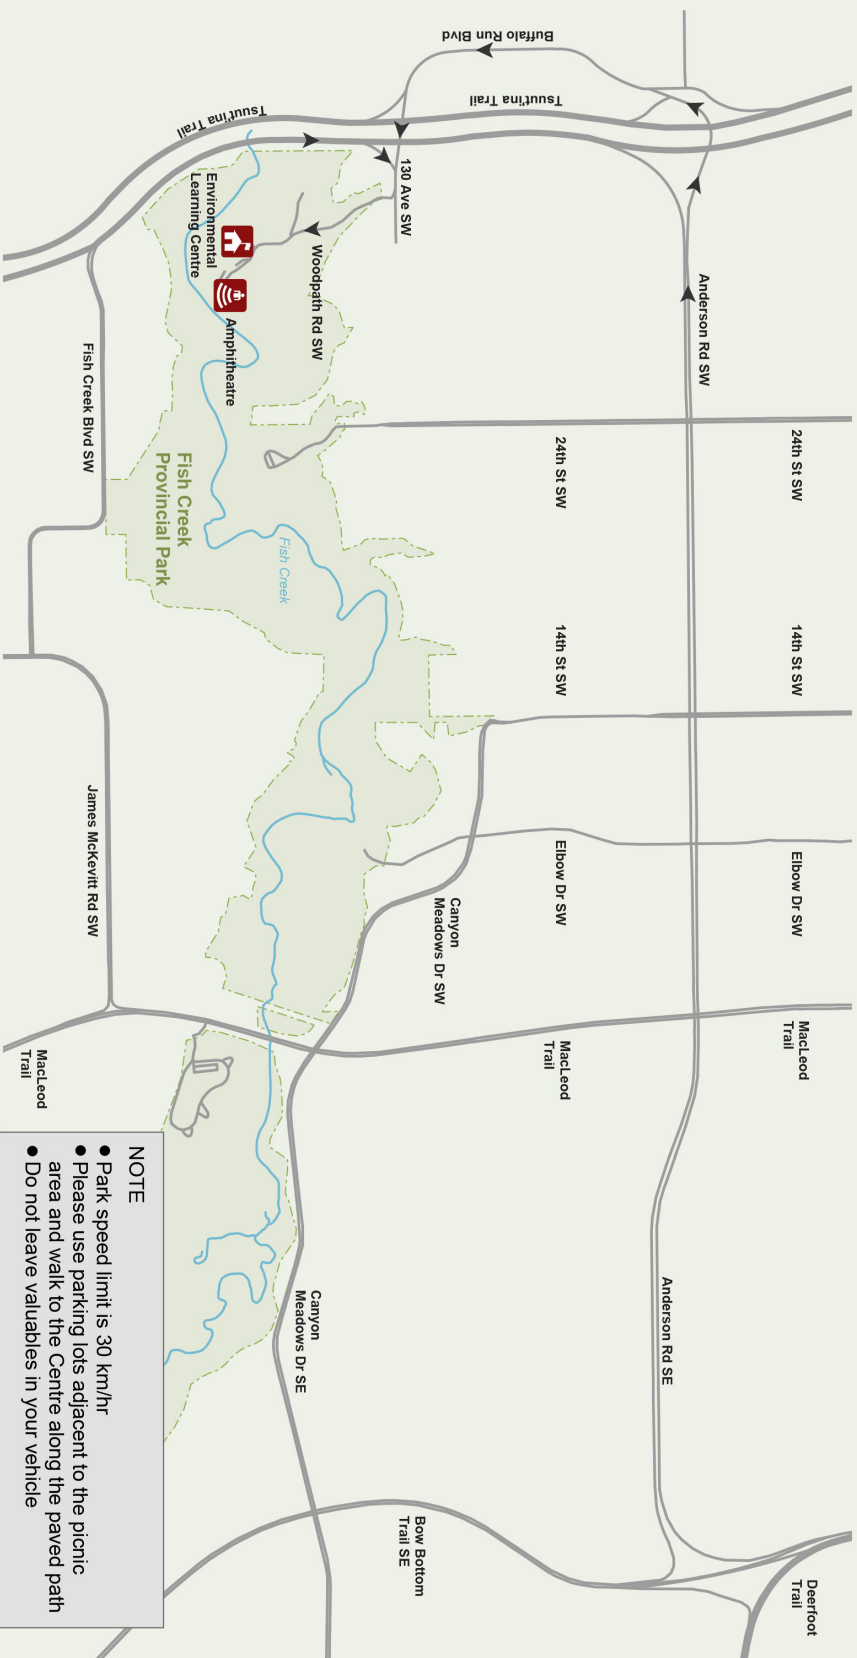 24th St SW
14th St SW
Elbow Dr SW
MacLeod
Trail
Deerfoot
Trail
Anderson Rd SW
Anderson Rd SE
Buffalo Run Blvd
Tsuut'ina Trail
24th St SW
14th St SW
Elbow Dr SW
MacLeod
Trail
130 Ave SW
Canyon
Meadows Dr SW
Bow Bottom
Trail SE
Woodpath Rd SW
Canyon
Meadows Dr SE
Fish Creek
Tsuut'ina Trail
Environmental
Learning Centre
Amphitheatre
Fish Creek
Provincial Park
Fish Creek Blvd SW
James McKevitt Rd SW
MacLeod
Trail
NOTE
● Park speed limit is 30 km/hr
● Please use parking lots adjacent to the picnic
area and walk to the Centre along the paved path
● Do not leave valuables in your vehicle